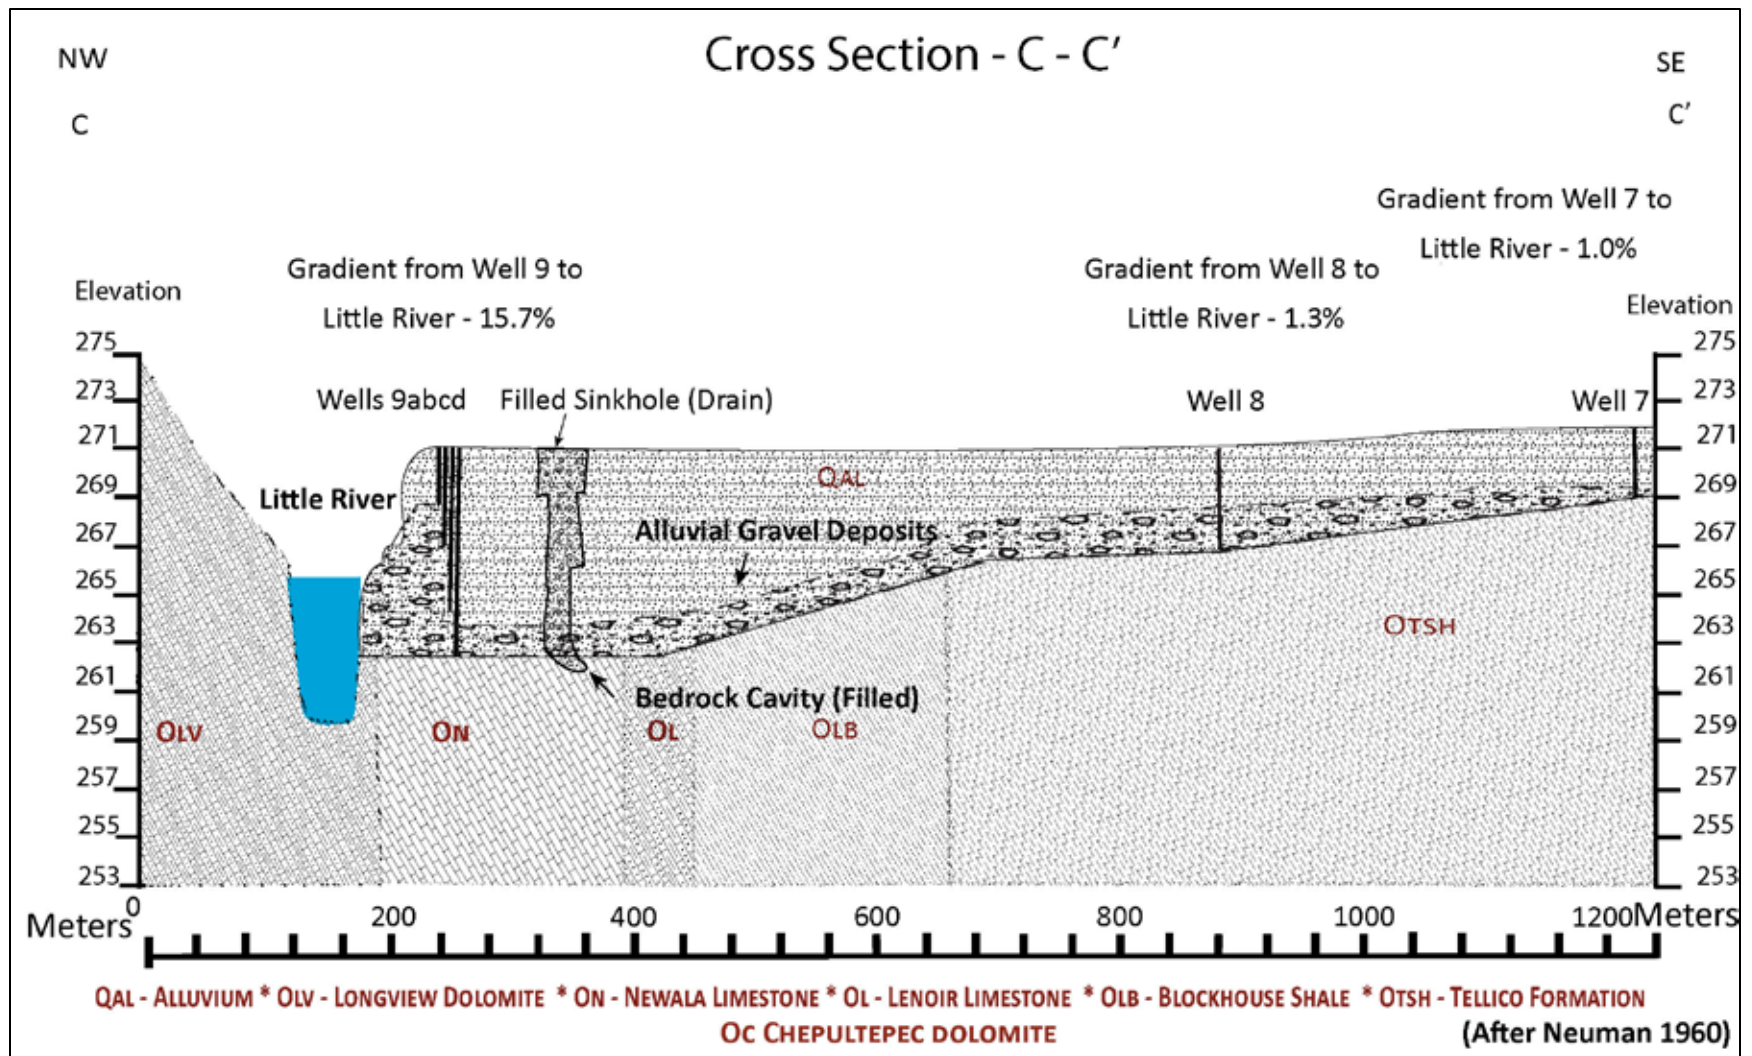 Cross Section - C - C'
NW
SE
C
C'
Gradient from Well 7 to
Little River - 1.0%
Gradient from Well 9 to
Little River - 15.7%
Gradient from Well 8 to
Little River - 1.3%
Elevation
Elevation
275
275
273
Wells 9abcd
Filled Sinkhole (Drain)
Well 8
Well 7
273
271
271
QAL
269
Little River
269
267
Alluvial Gravel Deposits
267
265
265
263
OTSH
263
261
Bedrock Cavity (Filled)
261
259
OLV
ON
OL
OLB
259
257
257
255
255
253
253
Meters
0
200
400
600
800
1000
1200
Meters
QAL - ALLUVIUM * OLV - LONGVIEW DOLOMITE * ON - NEWALA LIMESTONE * OL - LENOIR LIMESTONE * OLB - BLOCKHOUSE SHALE * OTSH - TELLICO FORMATION
OC CHEPULTEPEC DOLOMITE
(After Neuman 1960)